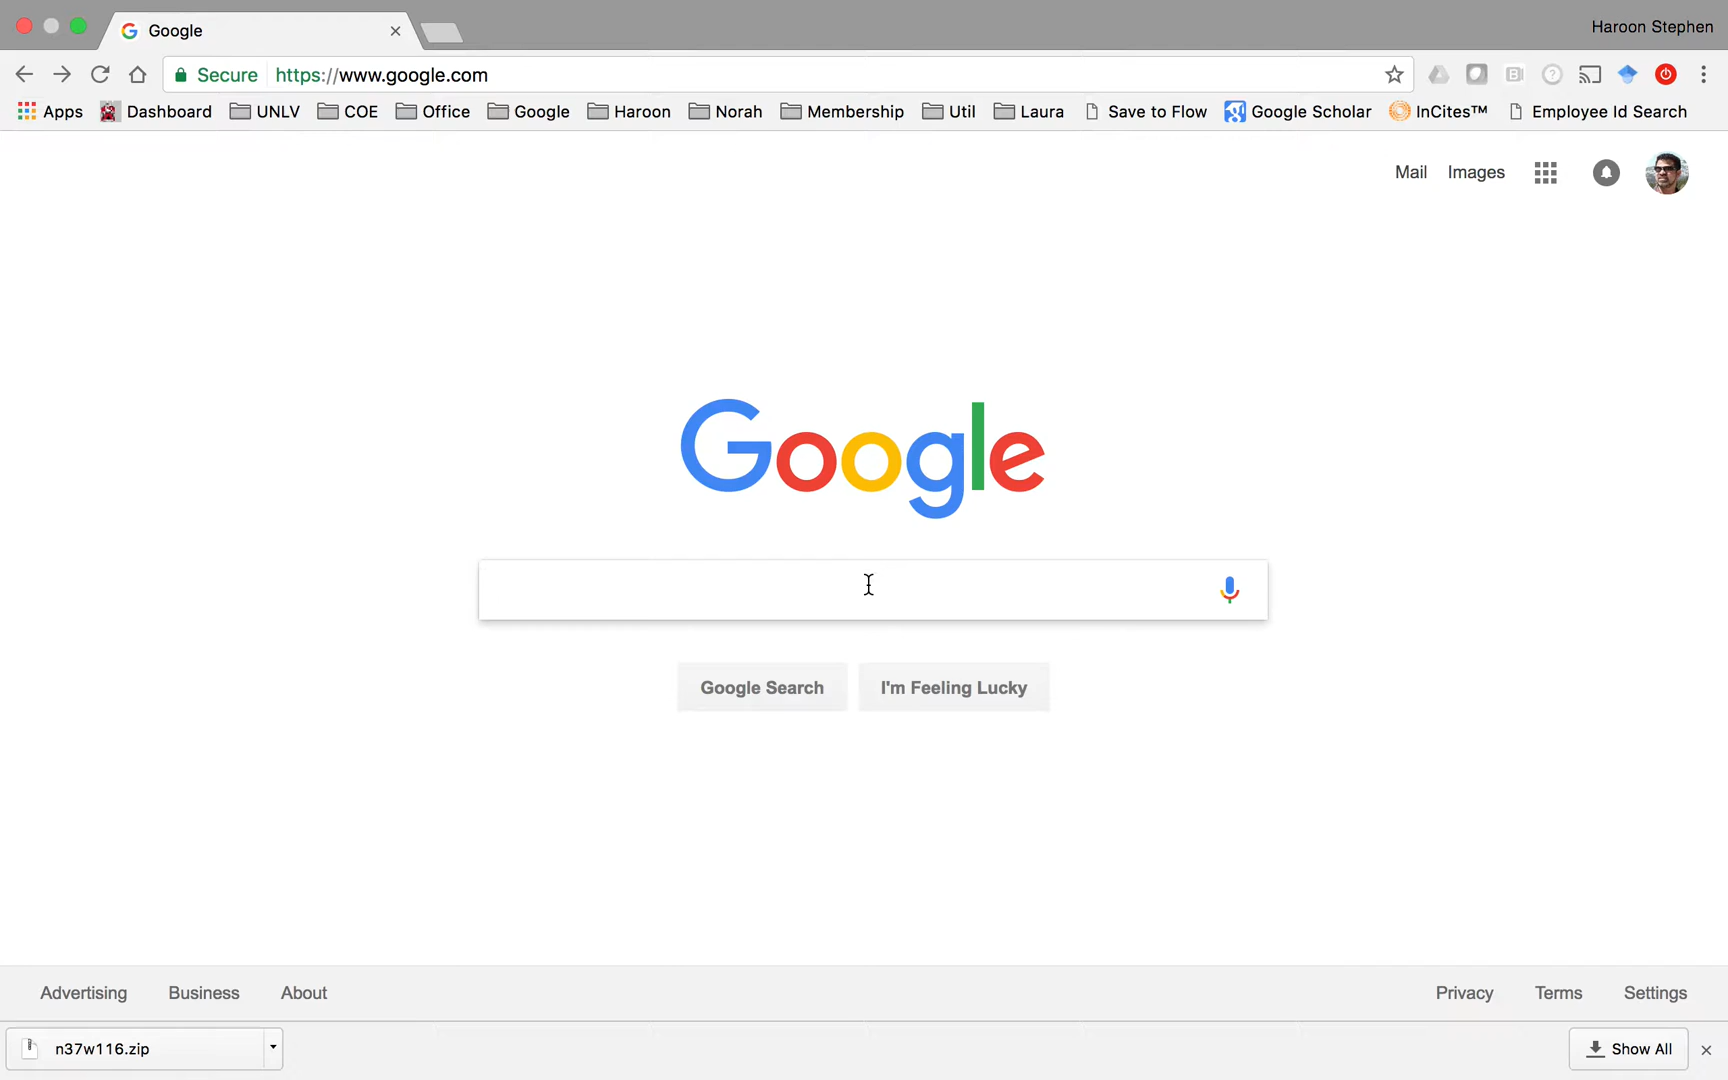 Google
Haroon Stephen
Secure https://www.google.com
Apps Dashboard UNLV COE Office Google Haroon Norah Membership Util Laura Save to Flow Google Scholar InCites™ Employee Id Search
Mail Images
Google
Google Search I'm Feeling Lucky
Advertising Business About Privacy Terms Settings
n37w116.zip Show All